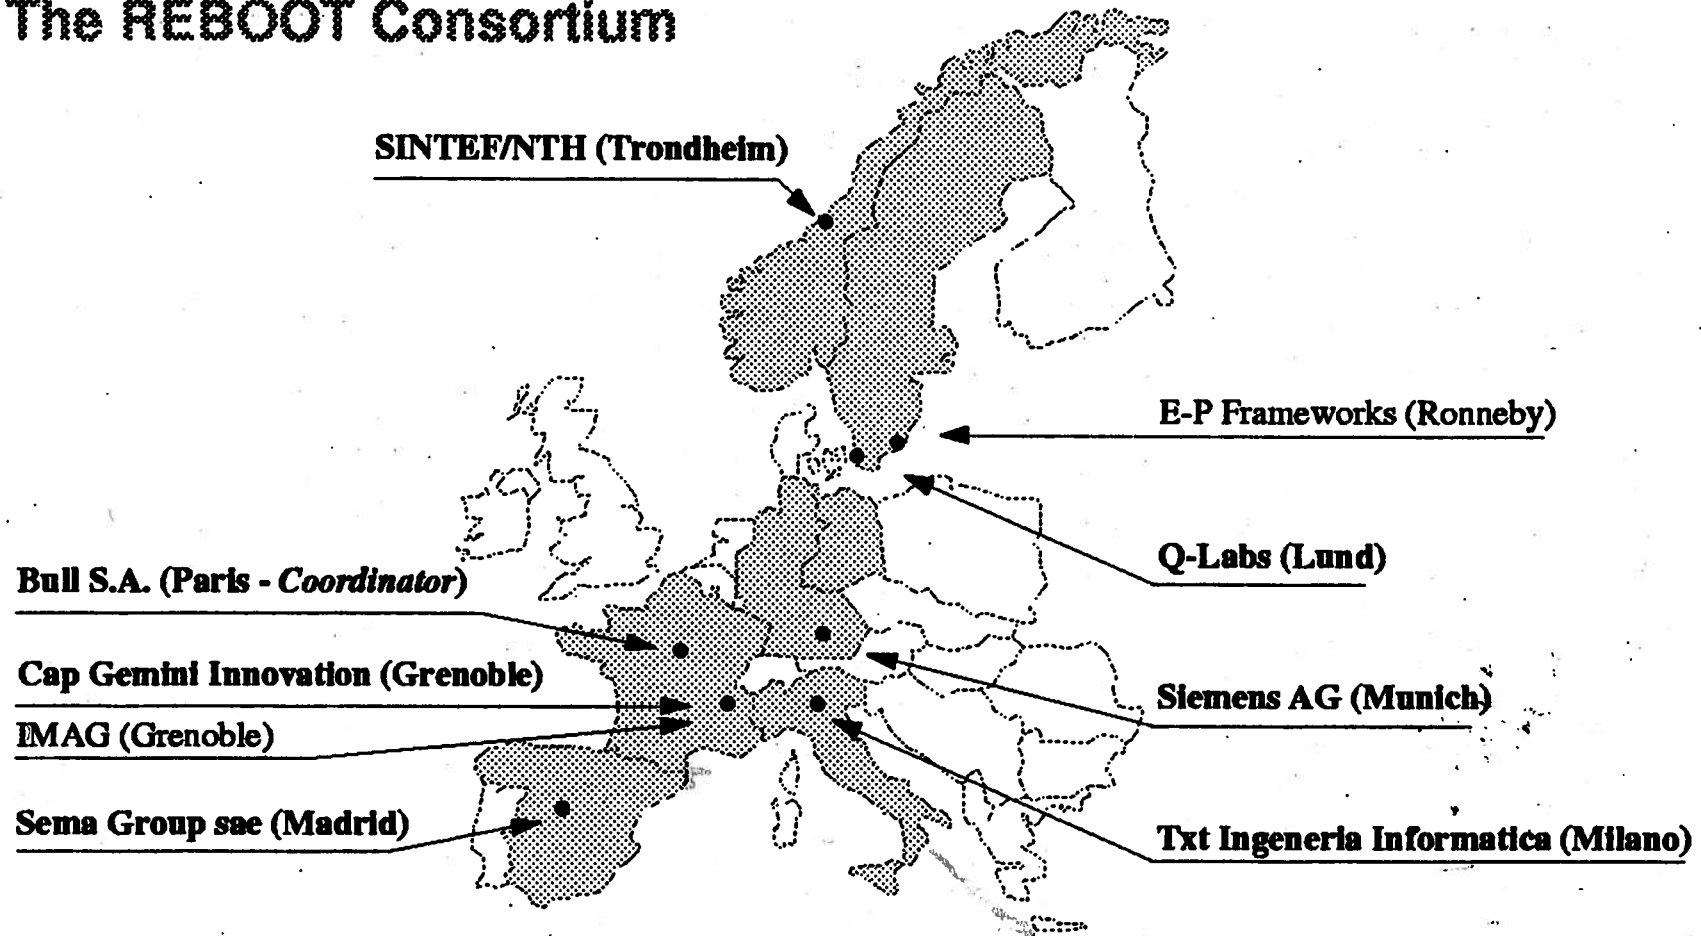 The REBOOT Consortium
SINTEF/NTH (Trondheim)
E-P Frameworks (Ronneby)
Q-Labs (Lund)
Bull S.A. (Paris - Coordinator)
Cap Gemini Innovation (Grenoble)
IMAG (Grenoble)
Siemens AG (Munich)
Sema Group sae (Madrid)
Txt Ingeneria Informatica (Milano)